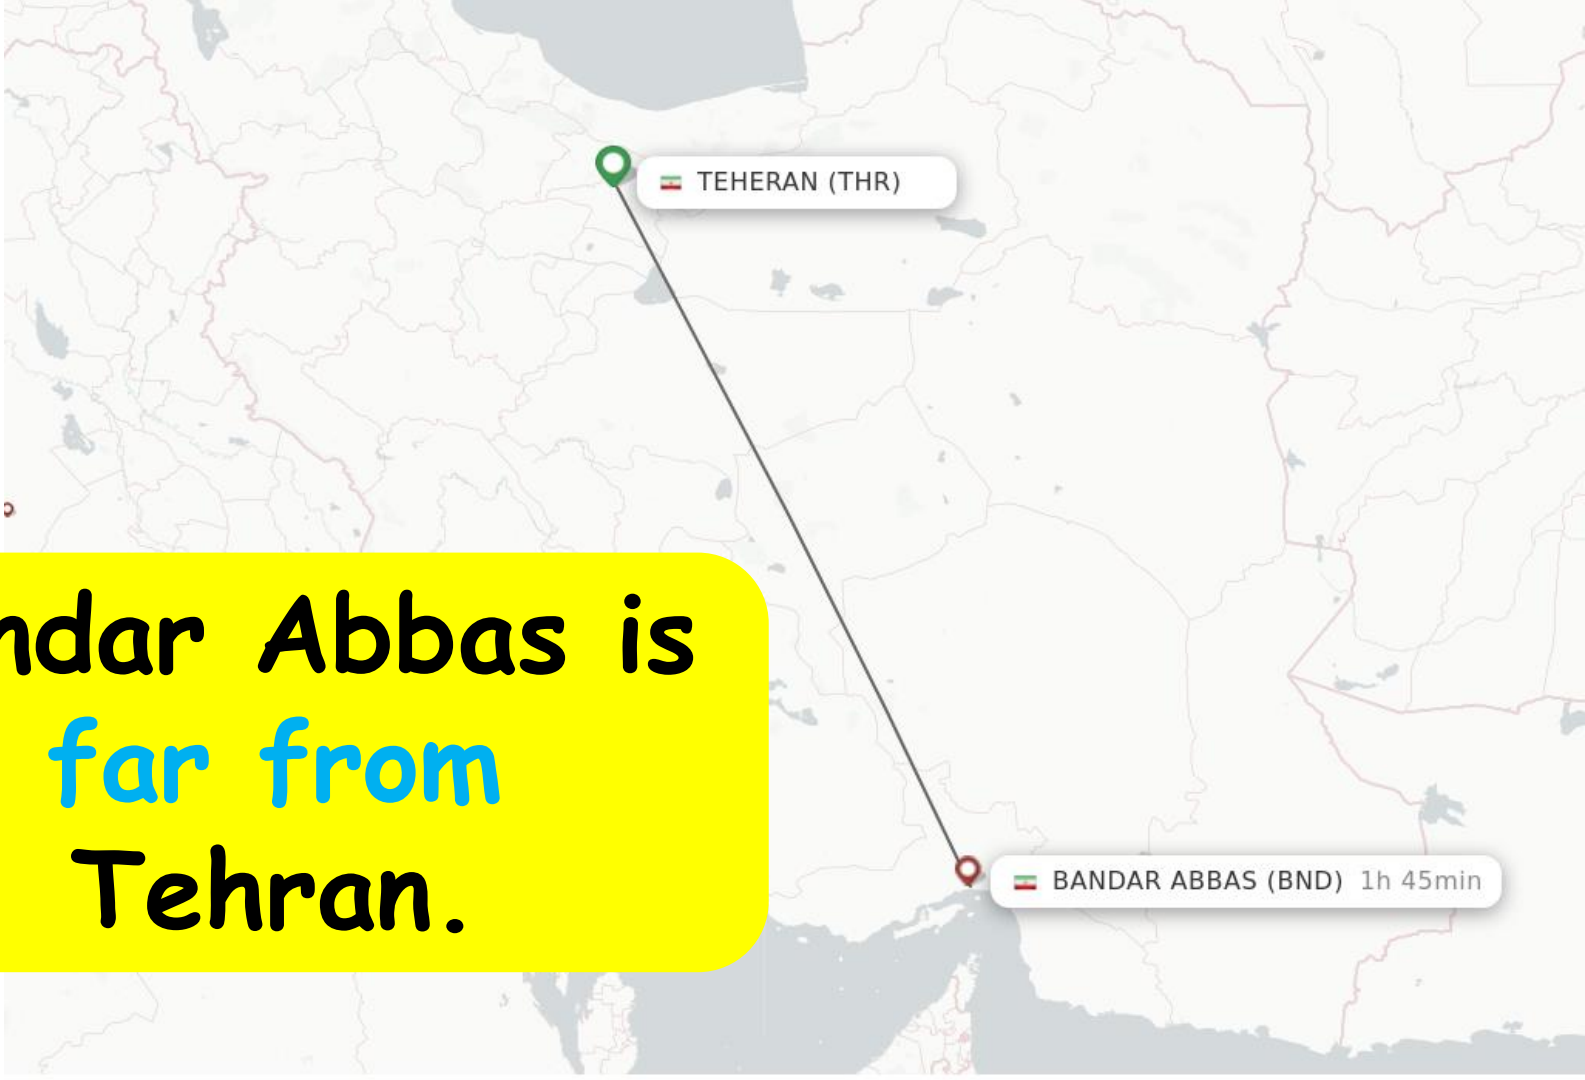 TEHERAN (THR)
ndar Abbas is
far from
Tehran.
BANDAR ABBAS (BND) 1h 45min